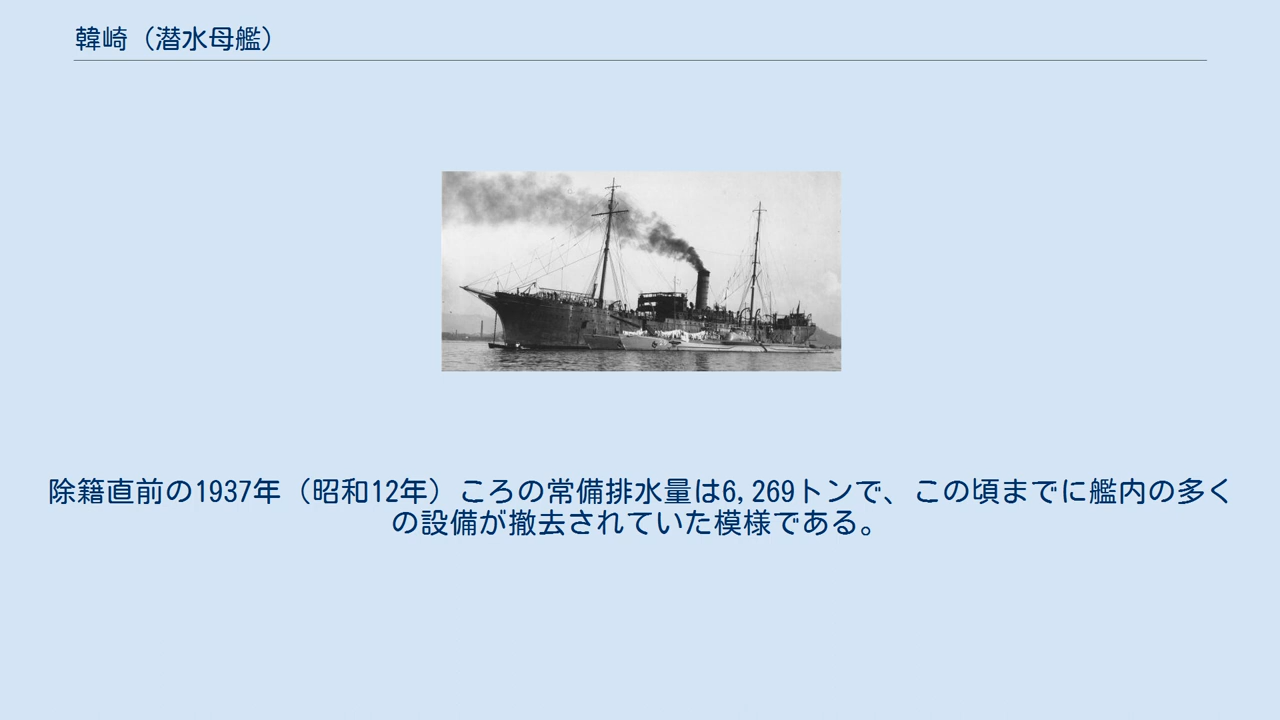 韓崎（潜水母艦）
除籍直前の1937年（昭和12年）ころの常備排水量は6,269トンで、この頃までに艦内の多く
の設備が撤去されていた模様である。